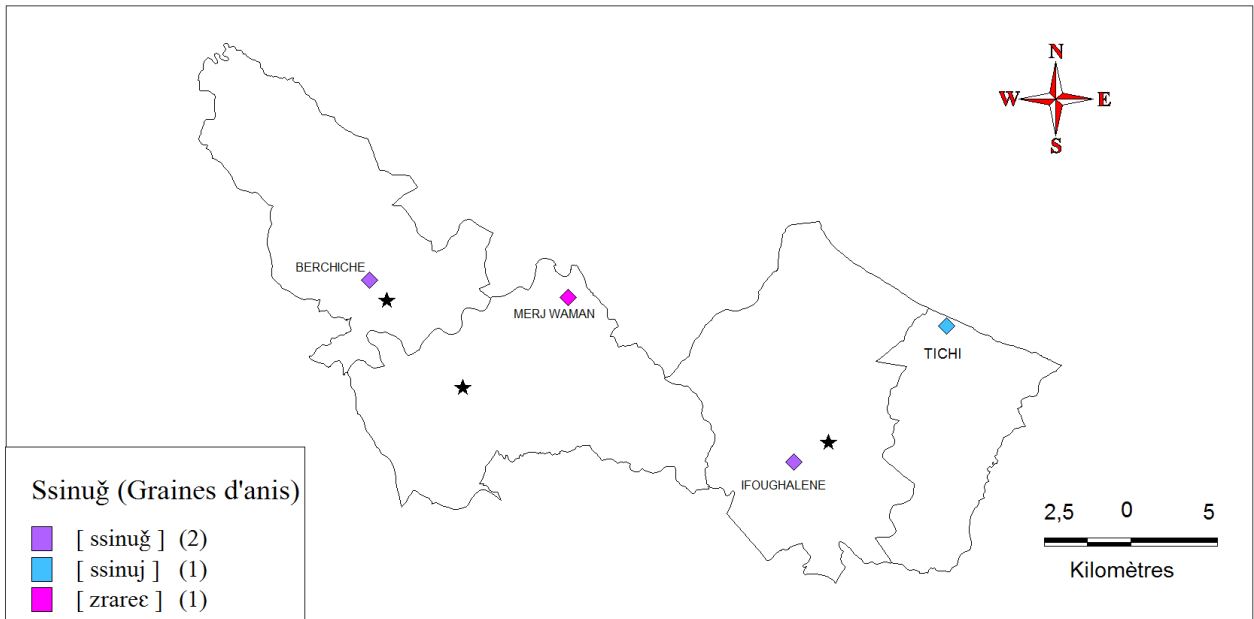 N
W E
S
BERCHICHE
MERJ WAMAN
TICHI
IFOUGHALENE
Ssinuǧ (Graines d'anis)
[ ssinuǧ ] (2)
[ ssinuj ] (1)
[ zrareɛ ] (1)
2,5 0 5
Kilomètres